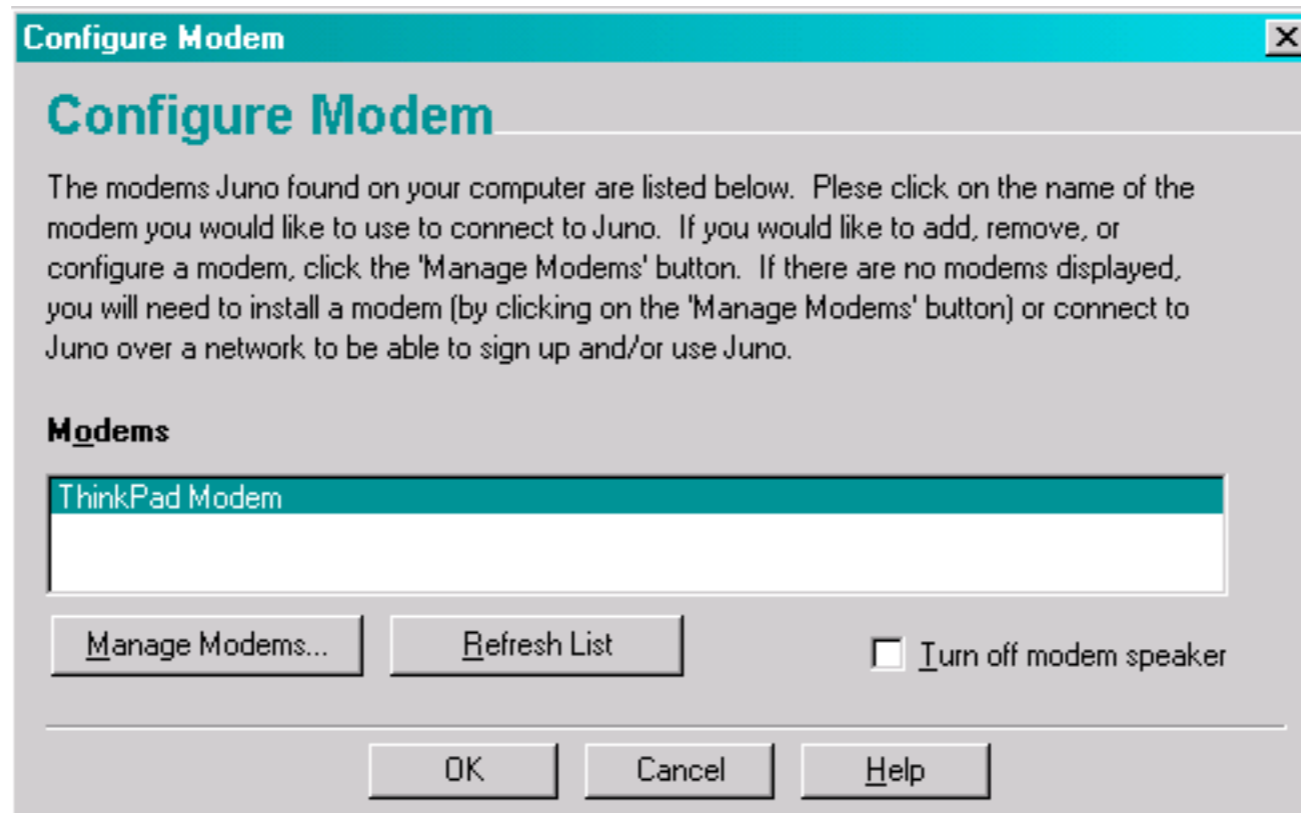 Configure Modem
Configure Modem
The modems Juno found on your computer are listed below.  Plese click on the name of the
modem you would like to use to connect to Juno.  If you would like to add, remove, or
configure a modem, click the 'Manage Modems' button.  If there are no modems displayed,
you will need to install a modem (by clicking on the 'Manage Modems' button) or connect to
Juno over a network to be able to sign up and/or use Juno.
Modems
ThinkPad Modem
Manage Modems... Refresh List Turn off modem speaker
OK Cancel Help